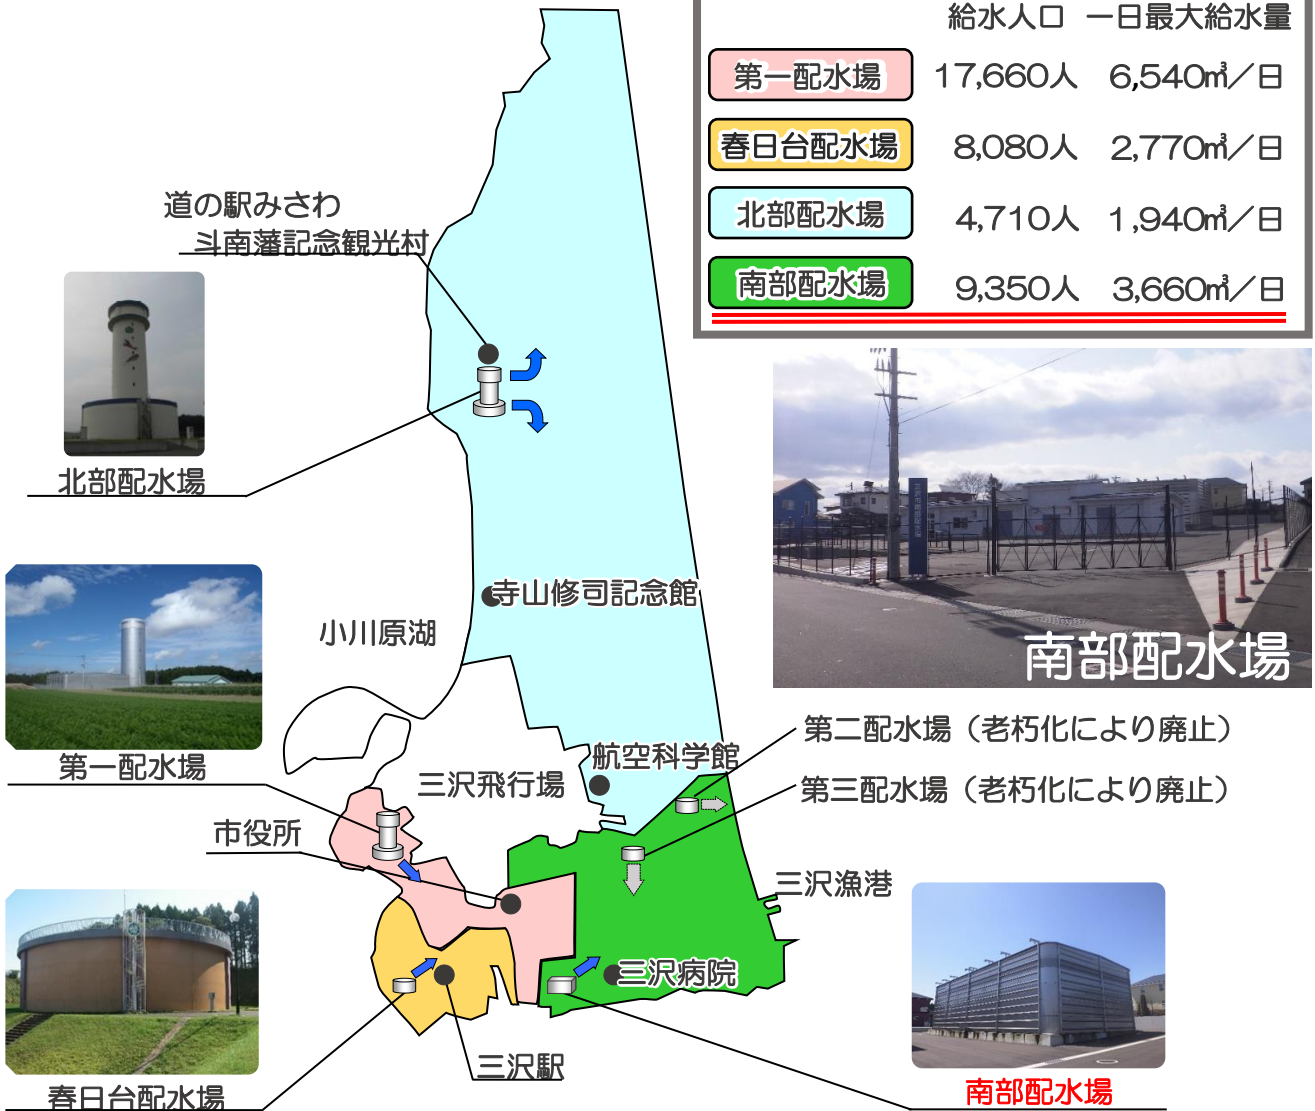 給水人口 一日最大給水量
第一配水場 17,660人 6,540㎥／日
春日台配水場 8,080人 2,770㎥／日
北部配水場 4,710人 1,940㎥／日
南部配水場 9,350人 3,660㎥／日
道の駅みさわ
斗南藩記念観光村
北部配水場
寺山修司記念館
小川原湖
南部配水場
第二配水場（老朽化により廃止）
航空科学館
第一配水場
三沢飛行場
第三配水場（老朽化により廃止）
市役所
三沢漁港
三沢病院
三沢駅
春日台配水場
南部配水場